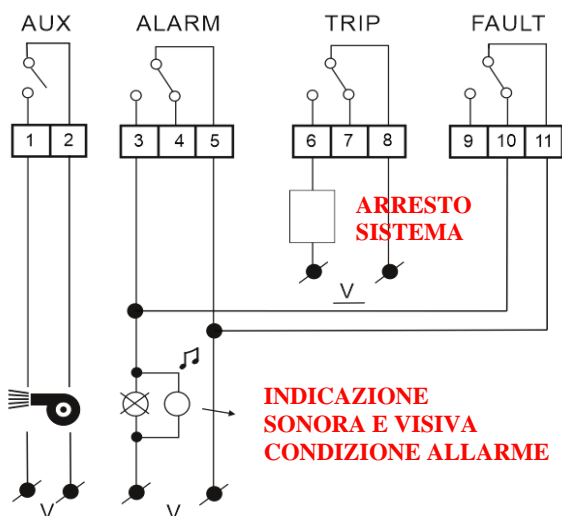 AUX ALARM TRIP FAULT
1 2 3 4 5 6 7 8 9 10 11
ARRESTO
SISTEMA
V
INDICAZIONE
SONORA E VISIVA
CONDIZIONE ALLARME
V V